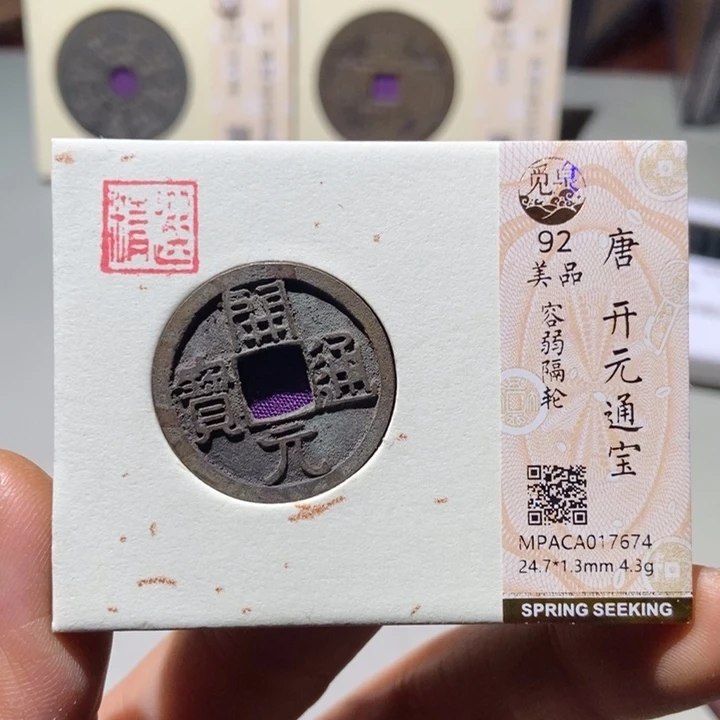 開元通寶
觅泉
唐 开元通宝
92
美品
容弱隔轮
MPACA017674
24.7*1.3mm 4.3g
SPRING SEEKING